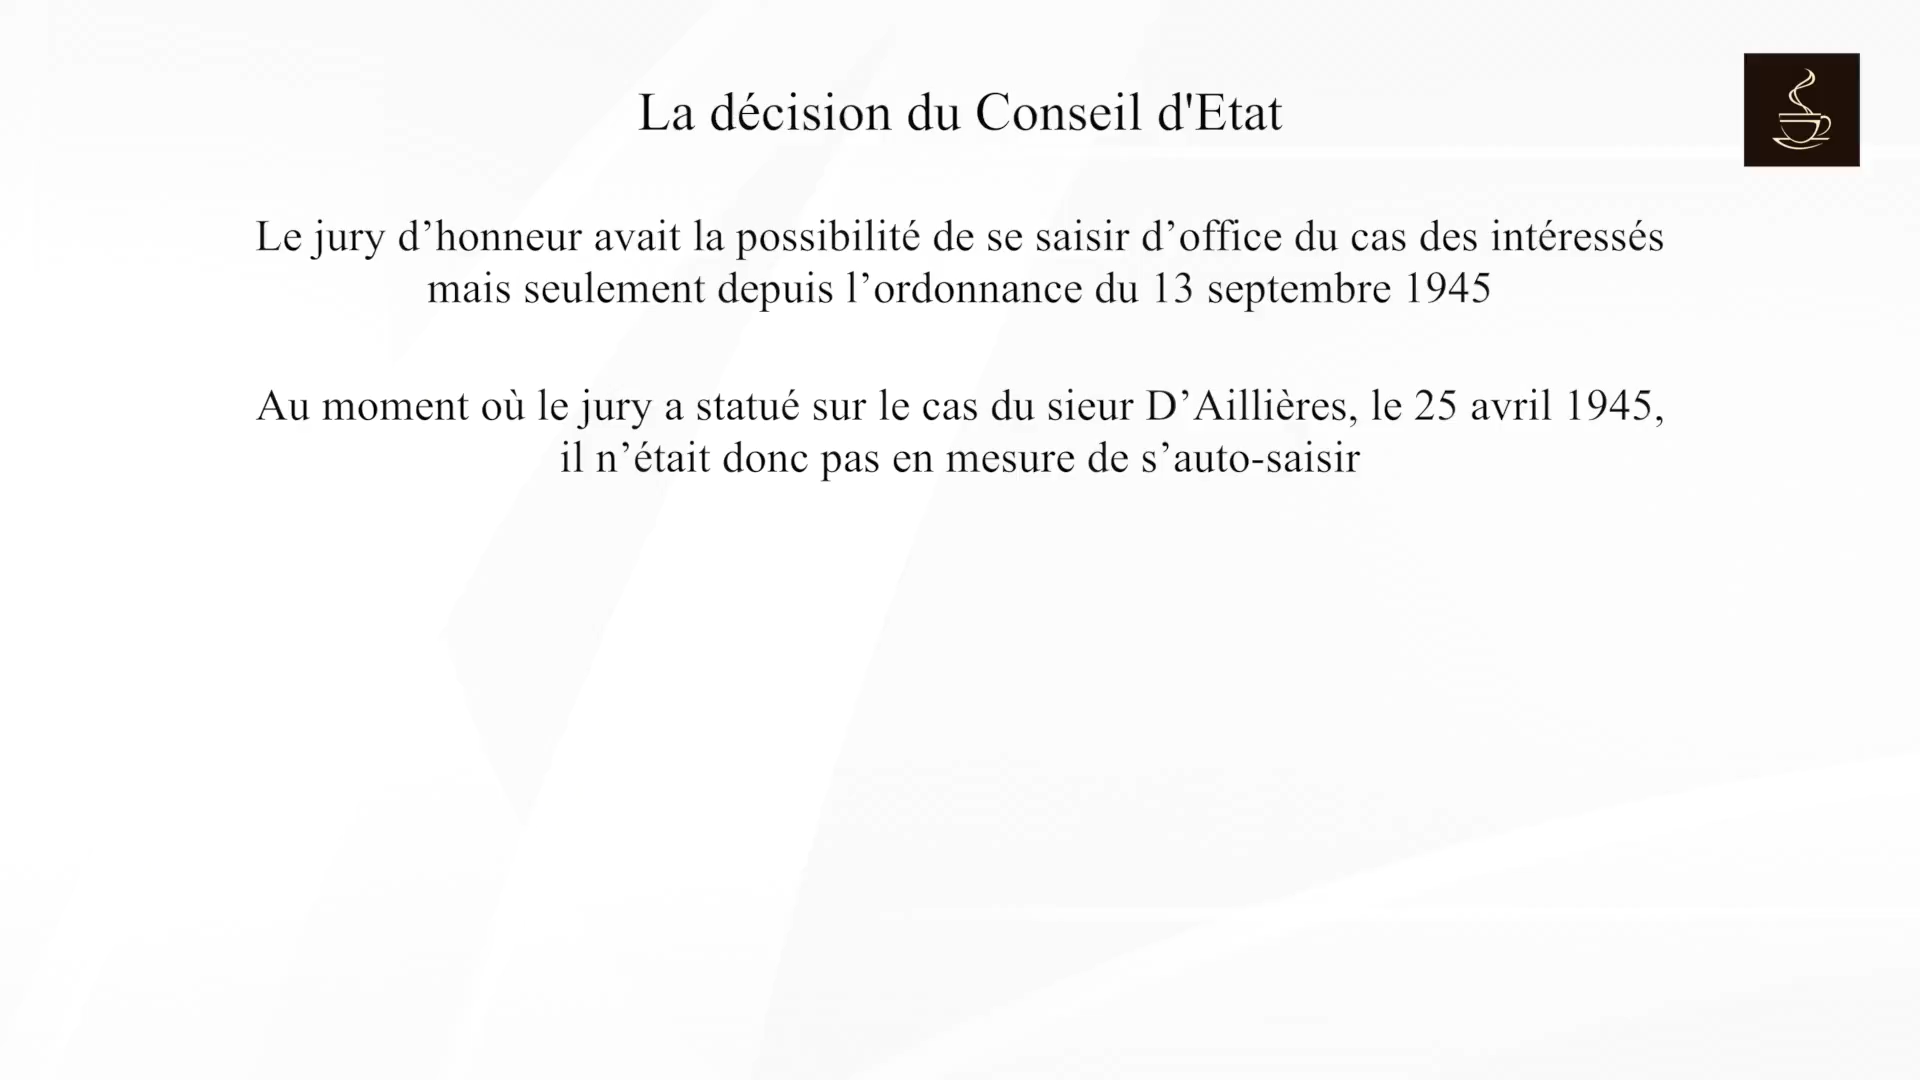 La décision du Conseil d'Etat
Le jury d’honneur avait la possibilité de se saisir d’office du cas des intéressés
mais seulement depuis l’ordonnance du 13 septembre 1945
Au moment où le jury a statué sur le cas du sieur D’Aillières, le 25 avril 1945,
il n’était donc pas en mesure de s’auto-saisir